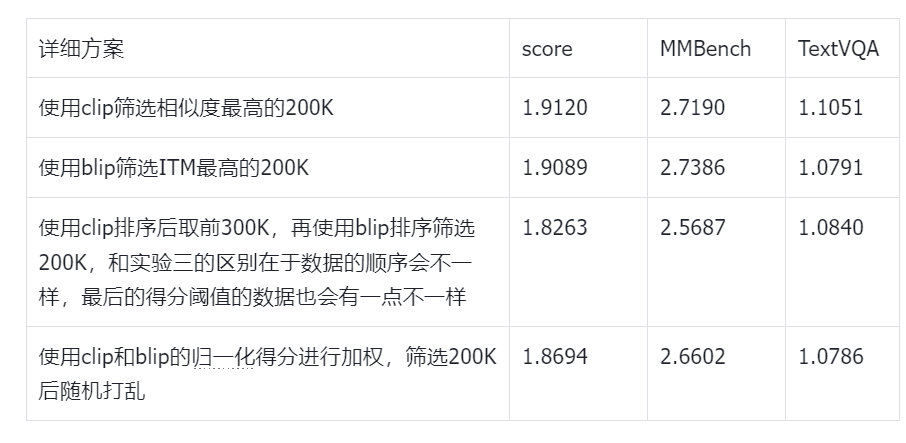 详细方案 score MMBench TextVQA
使用clip筛选相似度最高的200K 1.9120 2.7190 1.1051
使用blip筛选ITM最高的200K 1.9089 2.7386 1.0791
使用clip排序后取前300K，再使用blip排序筛选 1.8263 2.5687 1.0840
200K，和实验三的区别在于数据的顺序会不一
样，最后的得分阈值的数据也会有一点不一样
使用clip和blip的归一化得分进行加权，筛选200K 1.8694 2.6602 1.0786
后随机打乱